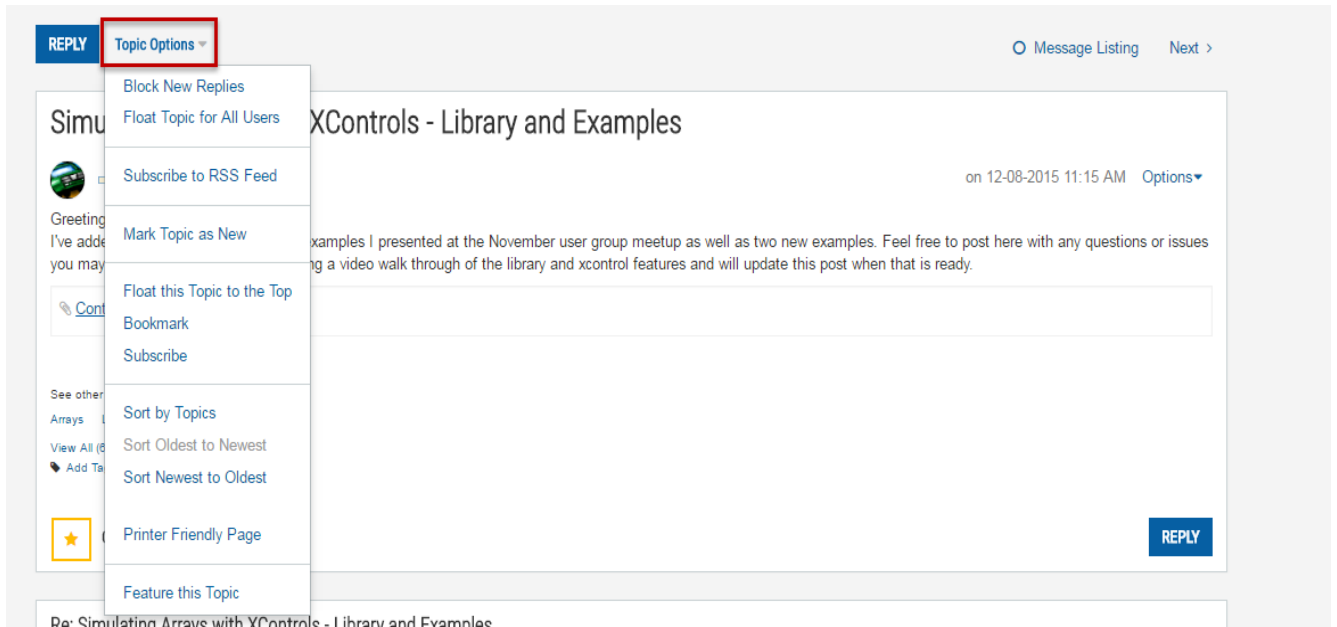 REPLY Topic Options Message Listing Next >
Block New Replies
Simu XControls - Library and Examples
Float Topic for All Users
Subscribe to RSS Feed on 12-08-2015 11:15 AM Options
Greeting
Mark Topic as New
I've adde xamples I presented at the November user group meetup as well as two new examples. Feel free to post here with any questions or issues
you may ng a video walk through of the library and xcontrol features and will update this post when that is ready.
Float this Topic to the Top
Cont
Bookmark
Subscribe
See other
Sort by Topics
Arrays
Sort Oldest to Newest
View All (6
Add Ta
Sort Newest to Oldest
Printer Friendly Page REPLY
Feature this Topic
Re: Simulating Arrays with XControls - Library and Examples